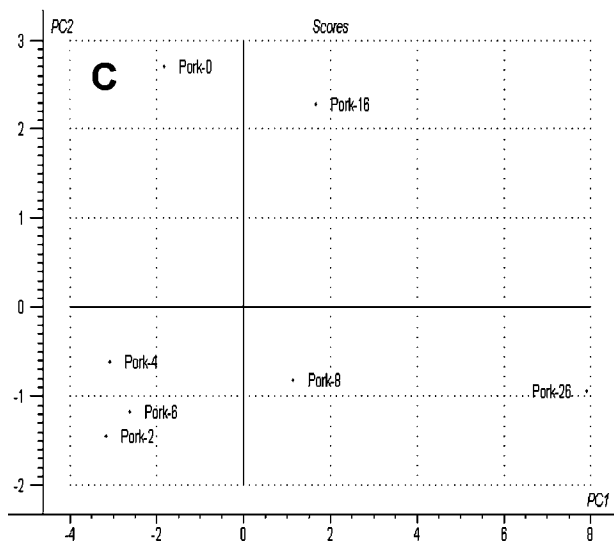 PC2
Scores
3
C
Pork-0
Pork-16
2
1
0
Pork-4
Pork-8
Pork-26
-1
Pork-6
Pork-2
-2
PC1
-4 -2 0 2 4 6 8